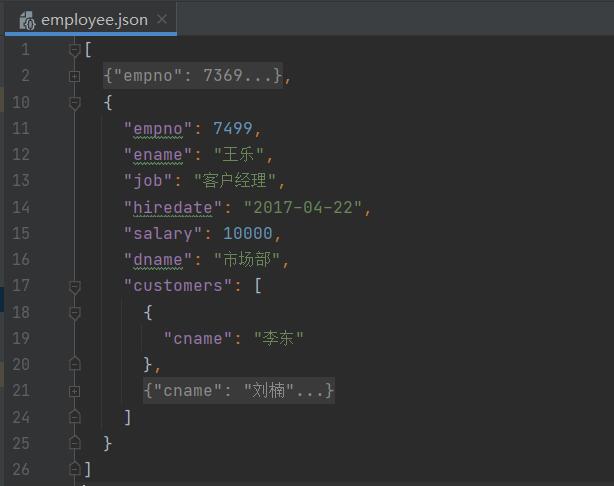 employee.json
1 [
2 {"empno": 7369...},
10 {
11 "empno": 7499,
12 "ename": "王乐",
13 "job": "客户经理",
14 "hiredate": "2017-04-22",
15 "salary": 10000,
16 "dname": "市场部",
17 "customers": [
18 {
19 "cname": "李东"
20 },
21 {"cname": "刘楠"...}
24 ]
25 }
26 ]